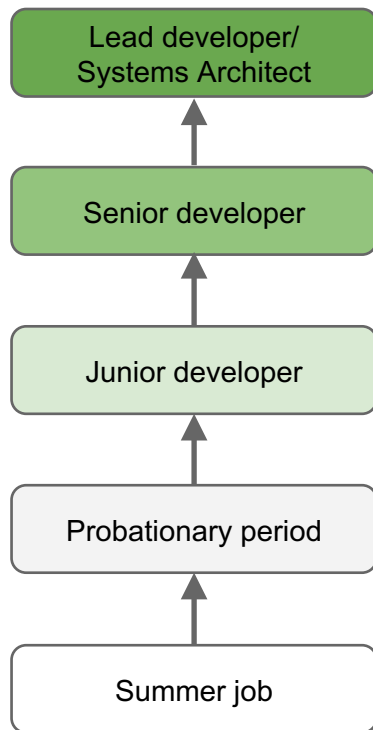 Lead developer/
Systems Architect
Senior developer
Junior developer
Probationary period
Summer job